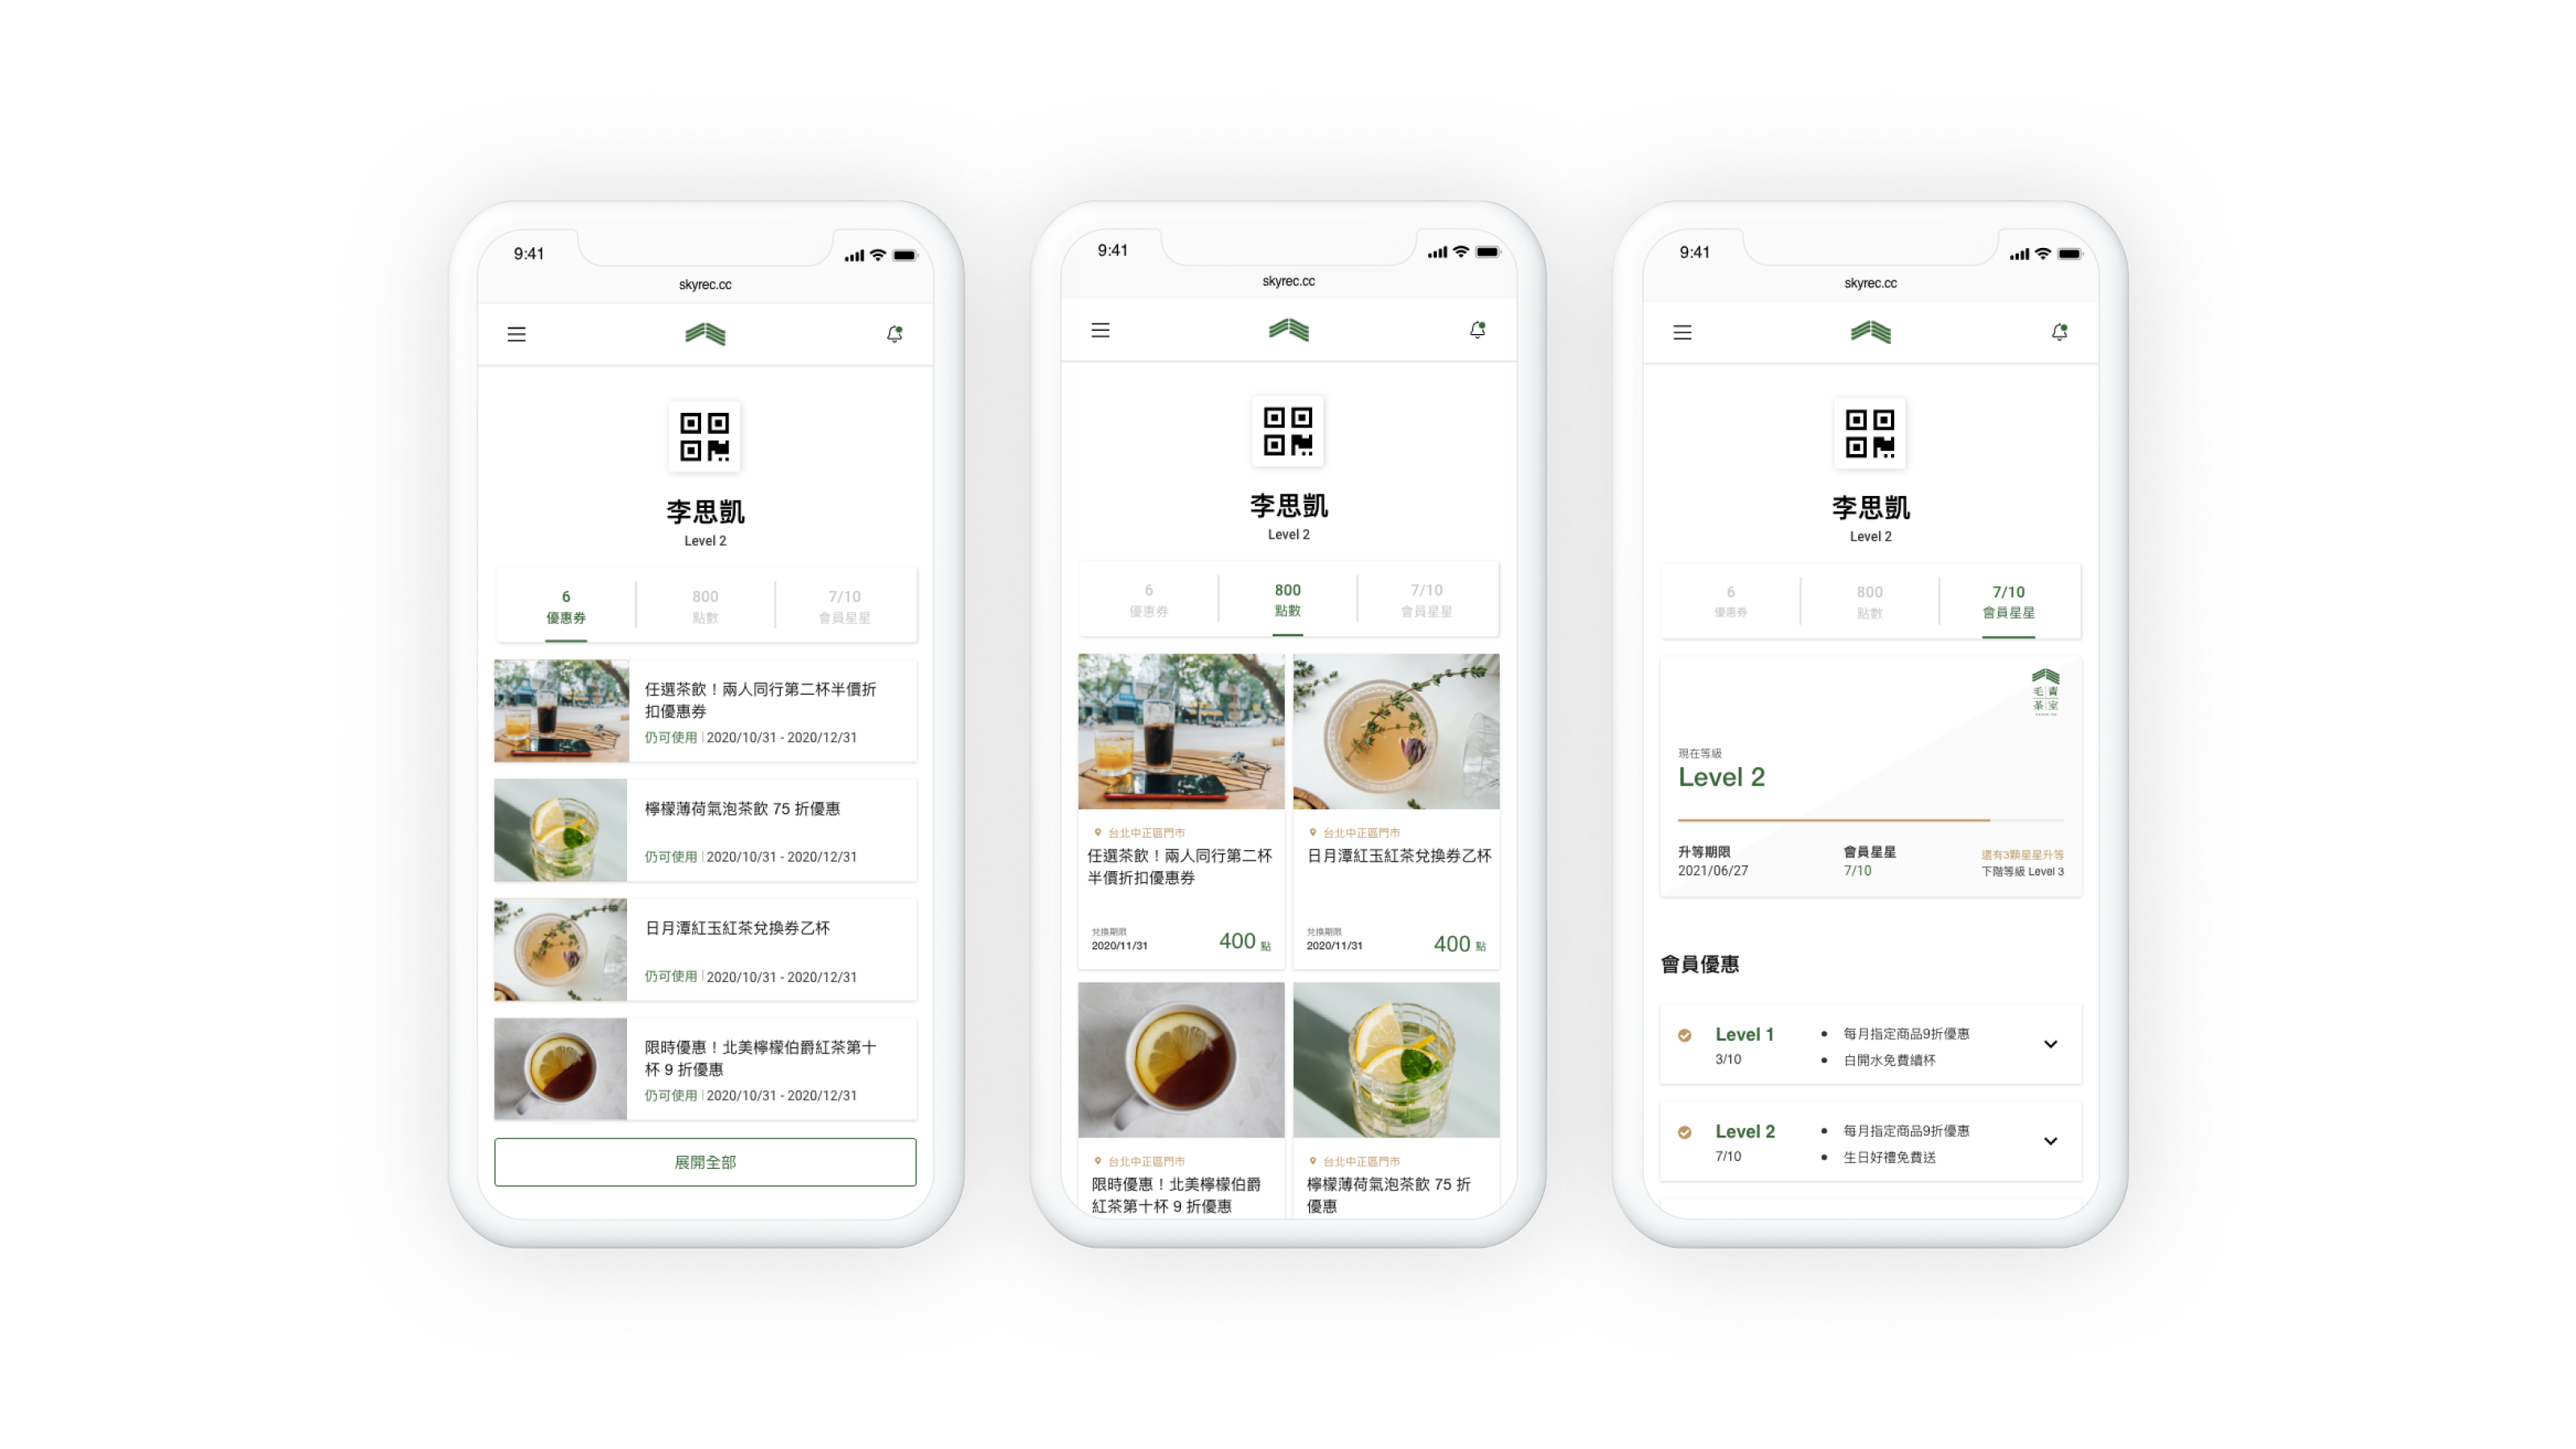 9:41
skyrec.cc
李思凱
Level 2
6
優惠券
800
點數
7/10
會員星星
任選茶飲！兩人同行第二杯半價折
扣優惠券
仍可使用 | 2020/10/31 - 2020/12/31
檸檬薄荷氣泡茶飲 75 折優惠
仍可使用 | 2020/10/31 - 2020/12/31
日月潭紅玉紅茶兌換券乙杯
仍可使用 | 2020/10/31 - 2020/12/31
限時優惠！北美檸檬伯爵紅茶第十
杯 9 折優惠
仍可使用 | 2020/10/31 - 2020/12/31
展開全部
9:41
skyrec.cc
李思凱
Level 2
6
優惠券
800
點數
7/10
會員星星
台北中正區門市
任選茶飲！兩人同行第二杯
半價折扣優惠券
兌換期限
2020/11/31
400 點
台北中正區門市
日月潭紅玉紅茶兌換券乙杯
兌換期限
2020/11/31
400 點
台北中正區門市
限時優惠！北美檸檬伯爵
紅茶第十杯 9 折優惠
台北中正區門市
檸檬薄荷氣泡茶飲 75 折
優惠
9:41
skyrec.cc
李思凱
Level 2
6
優惠券
800
點數
7/10
會員星星
毛 青
茶 室
現在等級
Level 2
升等期限
2021/06/27
會員星星
7/10
還有3顆星星升等
下階等級 Level 3
會員優惠
Level 1
3/10
• 每月指定商品9折優惠
• 白開水免費續杯
Level 2
7/10
• 每月指定商品9折優惠
• 生日好禮免費送